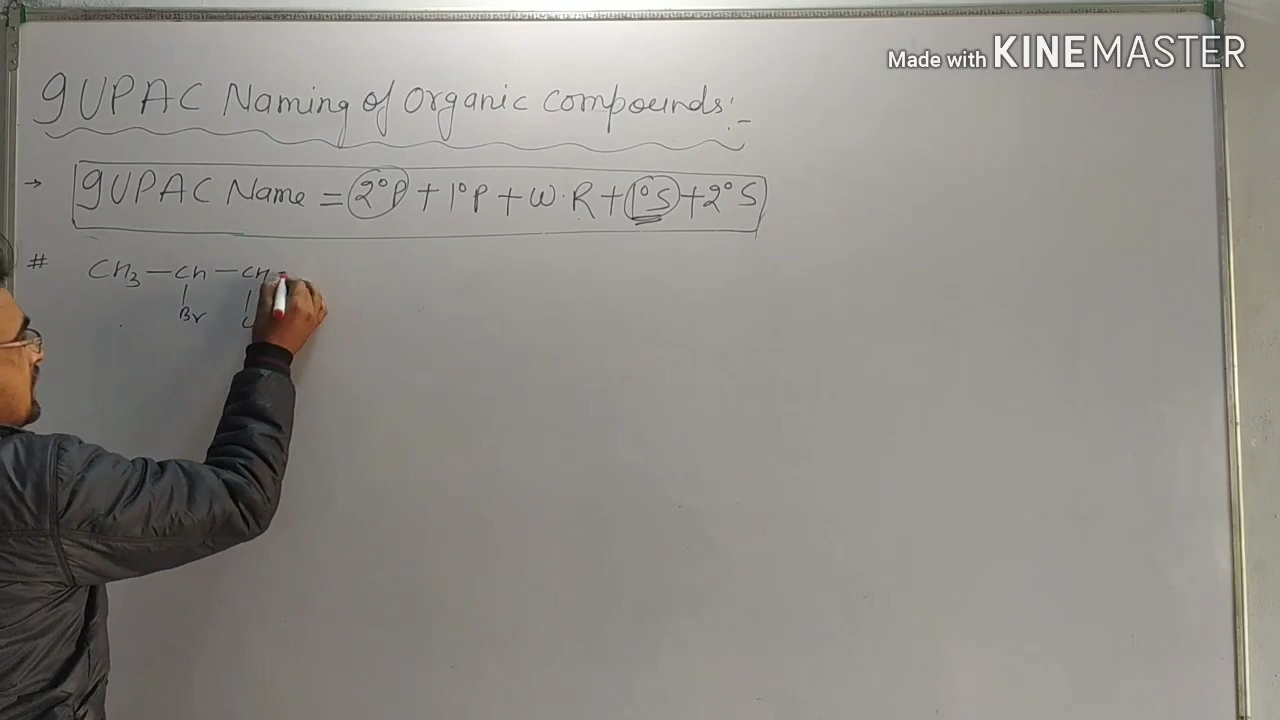 Made with KINEMASTER
IUPAC Naming of Organic Compounds:-
→ IUPAC Name = 2°P + 1°P + W.R + 1°S + 2°S
# CH3 — CH — CH
Br